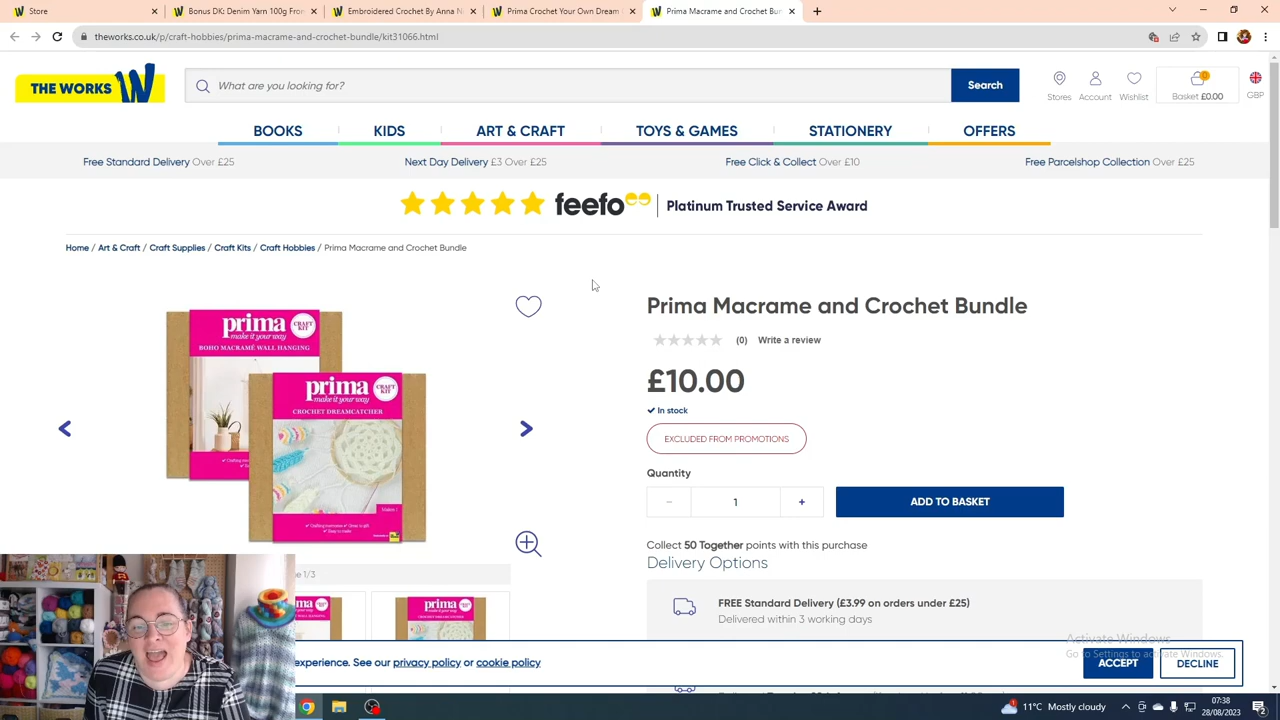 Store
Bonus DK: Denim Yarn 100g From
Embroidered Crochet By Anna N
Prima Crochet Your Own Dream C
Prima Macrame and Crochet Bun
theworks.co.uk/p/craft-hobbies/prima-macrame-and-crochet-bundle/kit31066.html
THE WORKS W
What are you looking for?
Search
Stores Account Wishlist
0
Basket £0.00
GBP
BOOKS KIDS ART & CRAFT TOYS & GAMES STATIONERY OFFERS
Free Standard Delivery Over £25
Next Day Delivery £3 Over £25
Free Click & Collect Over £10
Free Parcelshop Collection Over £25
feefo Platinum Trusted Service Award
Home / Art & Craft / Craft Supplies / Craft Kits / Craft Hobbies / Prima Macrame and Crochet Bundle
prima
make it your way
CRAFT KIT
BOHO MACRAMÉ WALL HANGING
prima
make it your way
CRAFT KIT
CROCHET DREAMCATCHER
Makes 1
Prima Macrame and Crochet Bundle
(0) Write a review
£10.00
In stock
EXCLUDED FROM PROMOTIONS
Quantity
− 1 +
ADD TO BASKET
Collect 50 Together points with this purchase
Delivery Options
FREE Standard Delivery (£3.99 on orders under £25)
Delivered within 3 working days
e 1/3
prima
prima
Activate Windows
Go to Settings to activate Windows.
experience. See our privacy policy or cookie policy
ACCEPT
DECLINE
11°C Mostly cloudy
07:38
28/08/2023
2